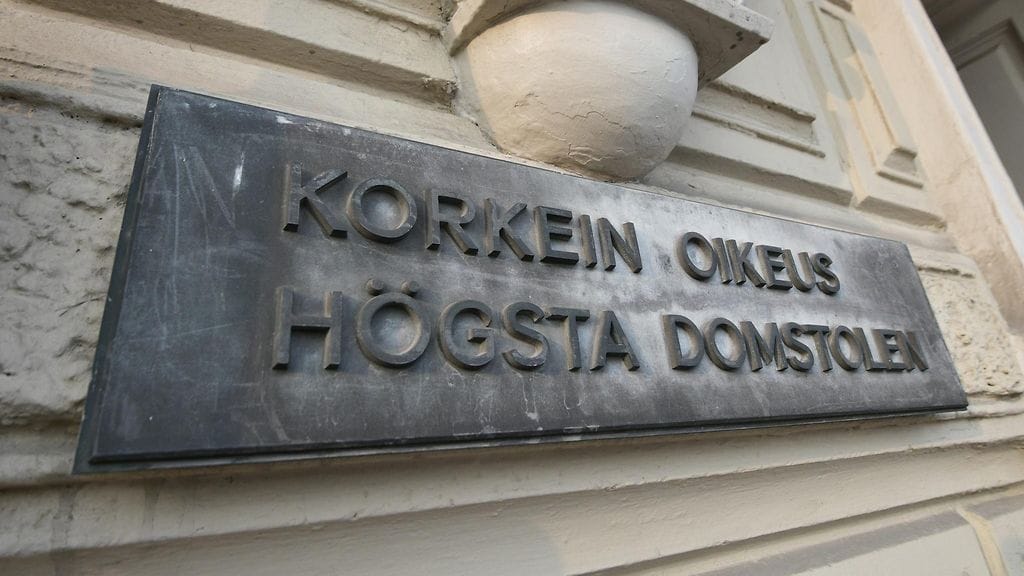 KORKEIN OIKEUS
HÖGSTA DOMSTOLEN